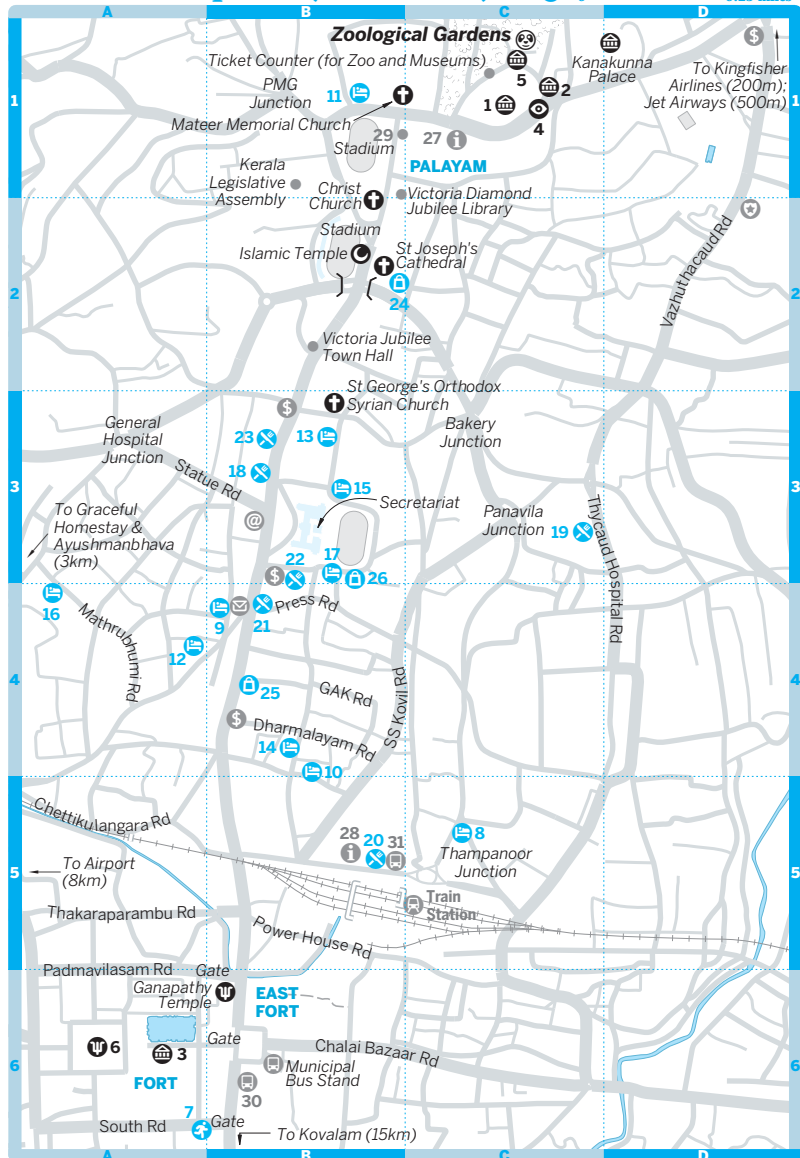 A
B
C
D
Zoological Gardens
Ticket Counter (for Zoo and Museums)
5
Kanakunna
Palace
$
To Kingfisher
Airlines (200m);
Jet Airways (500m)
PMG
Junction
11
2
1
1
1
4
Mateer Memorial Church
29
Stadium
27
PALAYAM
Kerala
Legislative
Assembly
Christ
Church
Victoria Diamond
Jubilee Library
Stadium
Islamic Temple
St Joseph's
Cathedral
Vazhuthacaud Rd
2
2
24
Victoria Jubilee
Town Hall
St George's Orthodox
Syrian Church
$
General
Hospital
Junction
23
13
Bakery
Junction
18
Statue Rd
3
3
15
Secretariat
To Graceful
Homestay &
Ayushmanbhava
(3km)
@
Panavila
Junction
19
Thycaud Hospital Rd
17
22
$
26
16
Press Rd
9
21
Mathrubhumi Rd
12
4
4
25
GAK Rd
SS Kovil Rd
$
Dharmalayam Rd
14
10
Chettikulangara Rd
28
20
31
8
Thampanoor
Junction
To Airport
(8km)
5
5
Train
Station
Thakaraparambu Rd
Power House Rd
Padmavilasam Rd
Gate
Ganapathy
Temple
EAST
FORT
Gate
6
3
Chalai Bazaar Rd
6
6
Municipal
Bus Stand
FORT
30
7
Gate
South Rd
To Kovalam (15km)
A
B
C
D